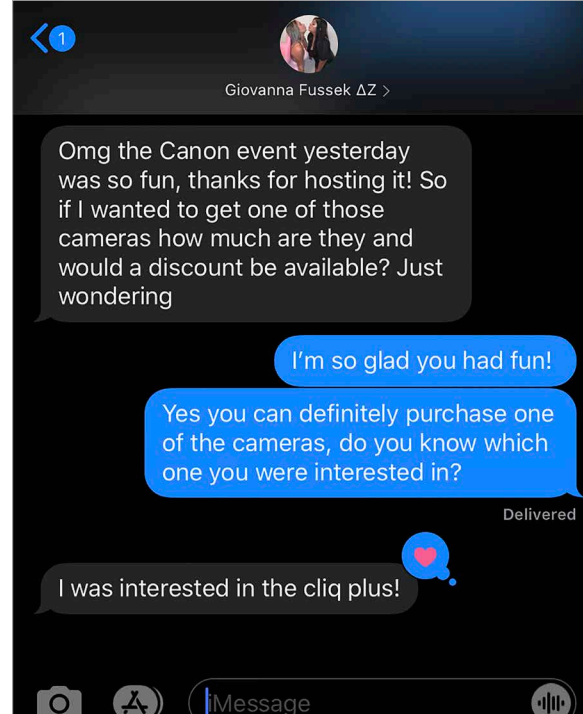 1
Giovanna Fussek ΔZ >
Omg the Canon event yesterday
was so fun, thanks for hosting it! So
if I wanted to get one of those
cameras how much are they and
would a discount be available? Just
wondering
I’m so glad you had fun!
Yes you can definitely purchase one
of the cameras, do you know which
one you were interested in?
Delivered
I was interested in the cliq plus!
iMessage